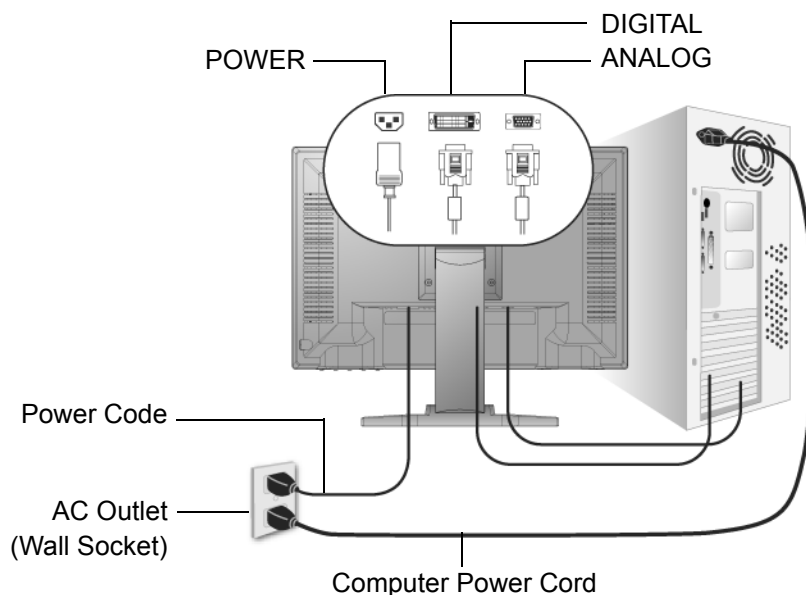 DIGITAL
POWER
ANALOG
Power Code
AC Outlet
(Wall Socket)
Computer Power Cord